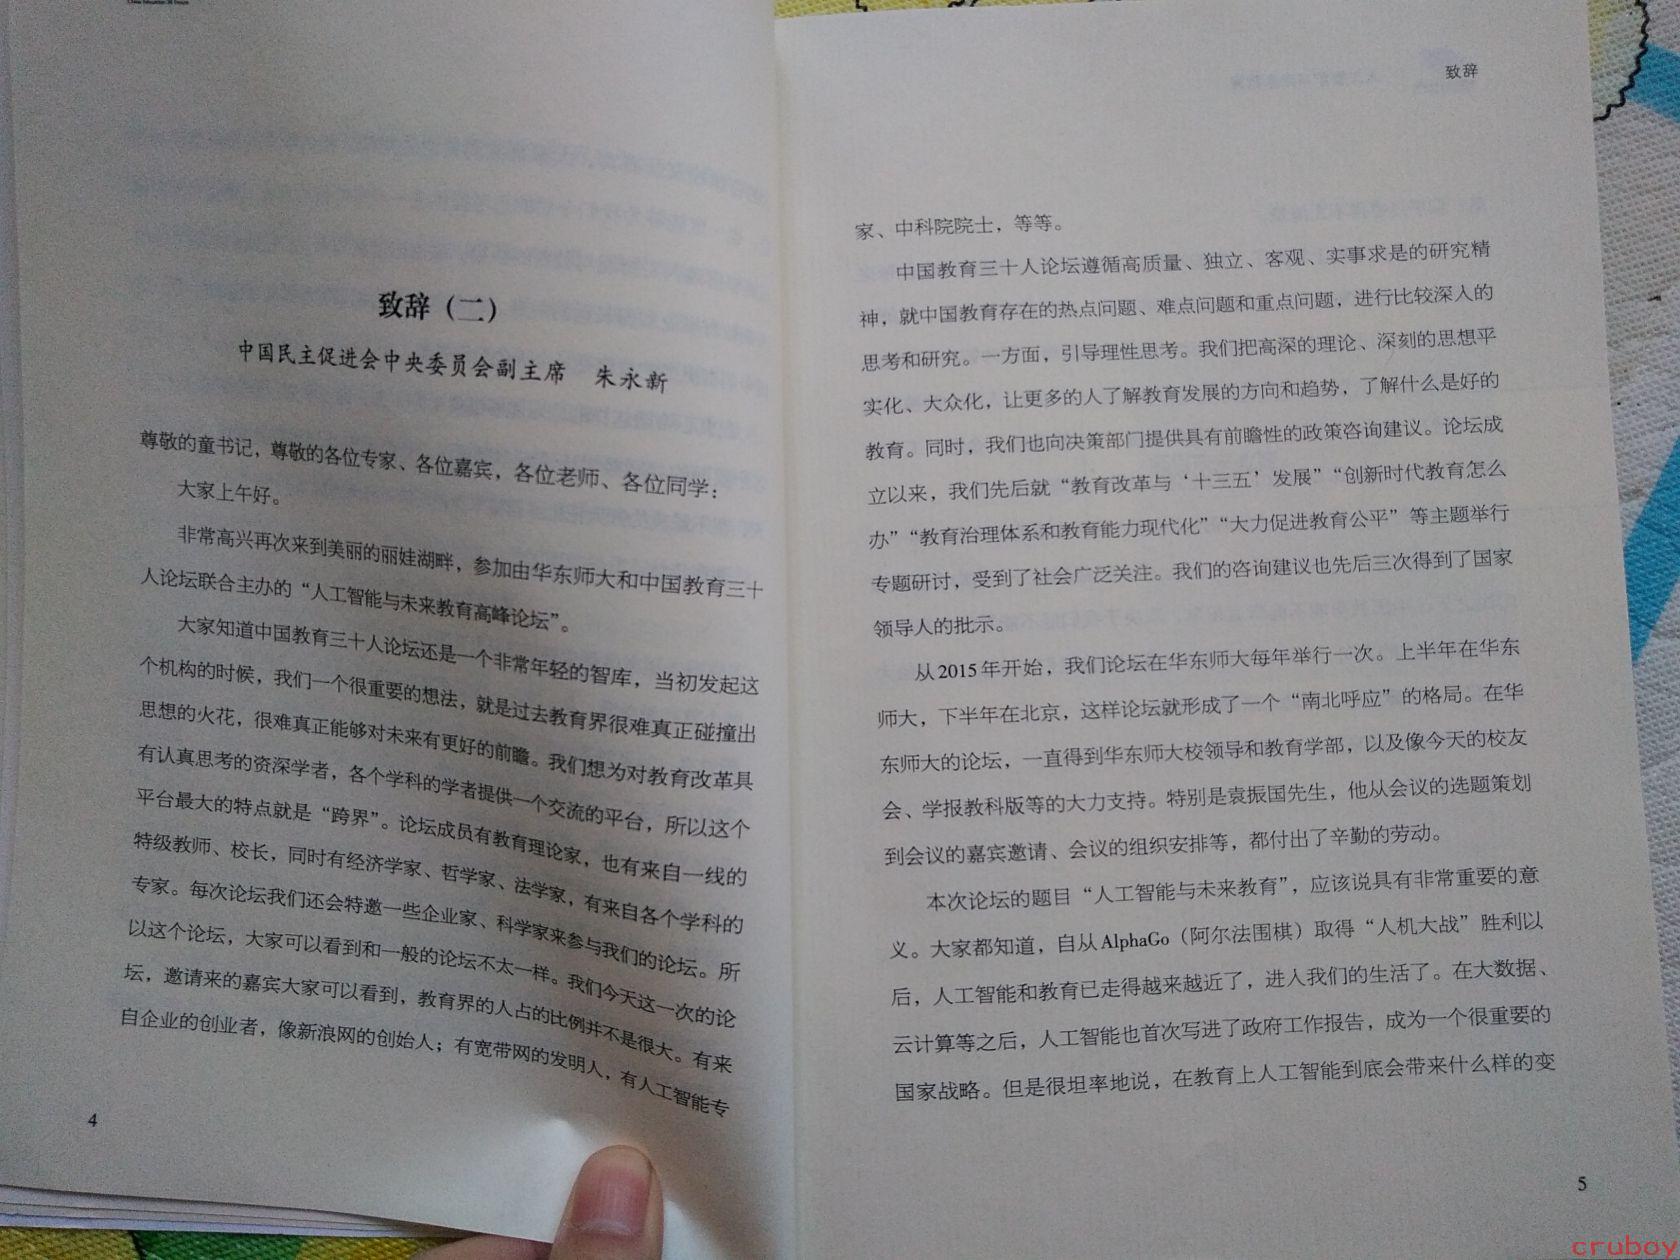 致辞（二）
中国民主促进会中央委员会副主席　朱永新
尊敬的童书记，尊敬的各位专家、各位嘉宾，各位老师、各位同学：
大家上午好。
非常高兴再次来到美丽的丽娃湖畔，参加由华东师大和中国教育三十
人论坛联合主办的“人工智能与未来教育高峰论坛”。
大家知道中国教育三十人论坛还是一个非常年轻的智库，当初发起这
个机构的时候，我们一个很重要的想法，就是过去教育界很难真正碰撞出
思想的火花，很难真正能够对未来有更好的前瞻。我们想为对教育改革具
有认真思考的资深学者，各个学科的学者提供一个交流的平台，所以这个
平台最大的特点就是“跨界”。论坛成员有教育理论家，也有来自一线的
特级教师、校长，同时有经济学家、哲学家、法学家，有来自各个学科的
专家。每次论坛我们还会特邀一些企业家、科学家来参与我们的论坛。所
以这个论坛，大家可以看到和一般的论坛不太一样。我们今天这一次的论
坛，邀请来的嘉宾大家可以看到，教育界的人占的比例并不是很大。有来
自企业的创业者，像新浪网的创始人；有宽带网的发明人，有人工智能专
4
致辞
家、中科院院士，等等。
中国教育三十人论坛遵循高质量、独立、客观、实事求是的研究精
神，就中国教育存在的热点问题、难点问题和重点问题，进行比较深入的
思考和研究。一方面，引导理性思考。我们把高深的理论、深刻的思想平
实化、大众化，让更多的人了解教育发展的方向和趋势，了解什么是好的
教育。同时，我们也向决策部门提供具有前瞻性的政策咨询建议。论坛成
立以来，我们先后就“教育改革与‘十三五’发展”“创新时代教育怎么
办”“教育治理体系和教育能力现代化”“大力促进教育公平”等主题举行
专题研讨，受到了社会广泛关注。我们的咨询建议也先后三次得到了国家
领导人的批示。
从2015年开始，我们论坛在华东师大每年举行一次。上半年在华东
师大，下半年在北京，这样论坛就形成了一个“南北呼应”的格局。在华
东师大的论坛，一直得到华东师大校领导和教育学部，以及像今天的校友
会、学报教科版等的大力支持。特别是袁振国先生，他从会议的选题策划
到会议的嘉宾邀请、会议的组织安排等，都付出了辛勤的劳动。
本次论坛的题目“人工智能与未来教育”，应该说具有非常重要的意
义。大家都知道，自从AlphaGo（阿尔法围棋）取得“人机大战”胜利以
后，人工智能和教育已走得越来越近了，进入我们的生活了。在大数据、
云计算等之后，人工智能也首次写进了政府工作报告，成为一个很重要的
国家战略。但是很坦率地说，在教育上人工智能到底会带来什么样的变
5
cruboy